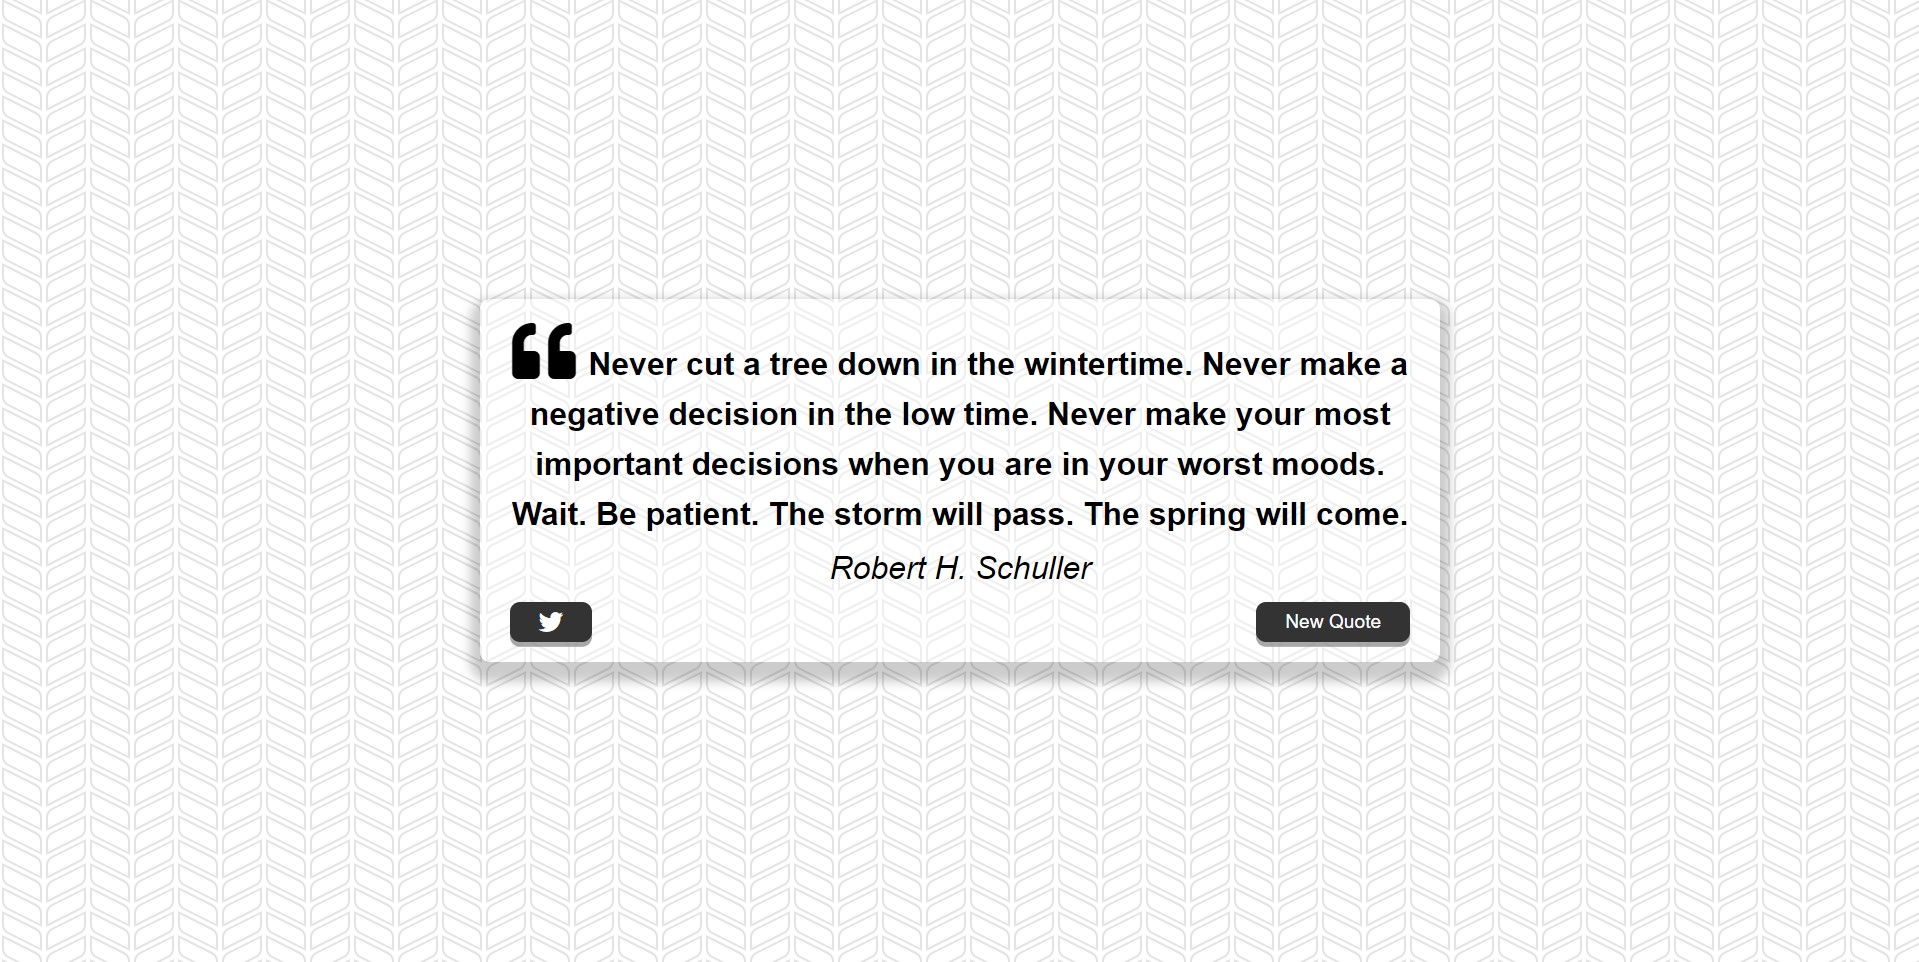 Never cut a tree down in the wintertime. Never make a
negative decision in the low time. Never make your most
important decisions when you are in your worst moods.
Wait. Be patient. The storm will pass. The spring will come.
Robert H. Schuller
New Quote